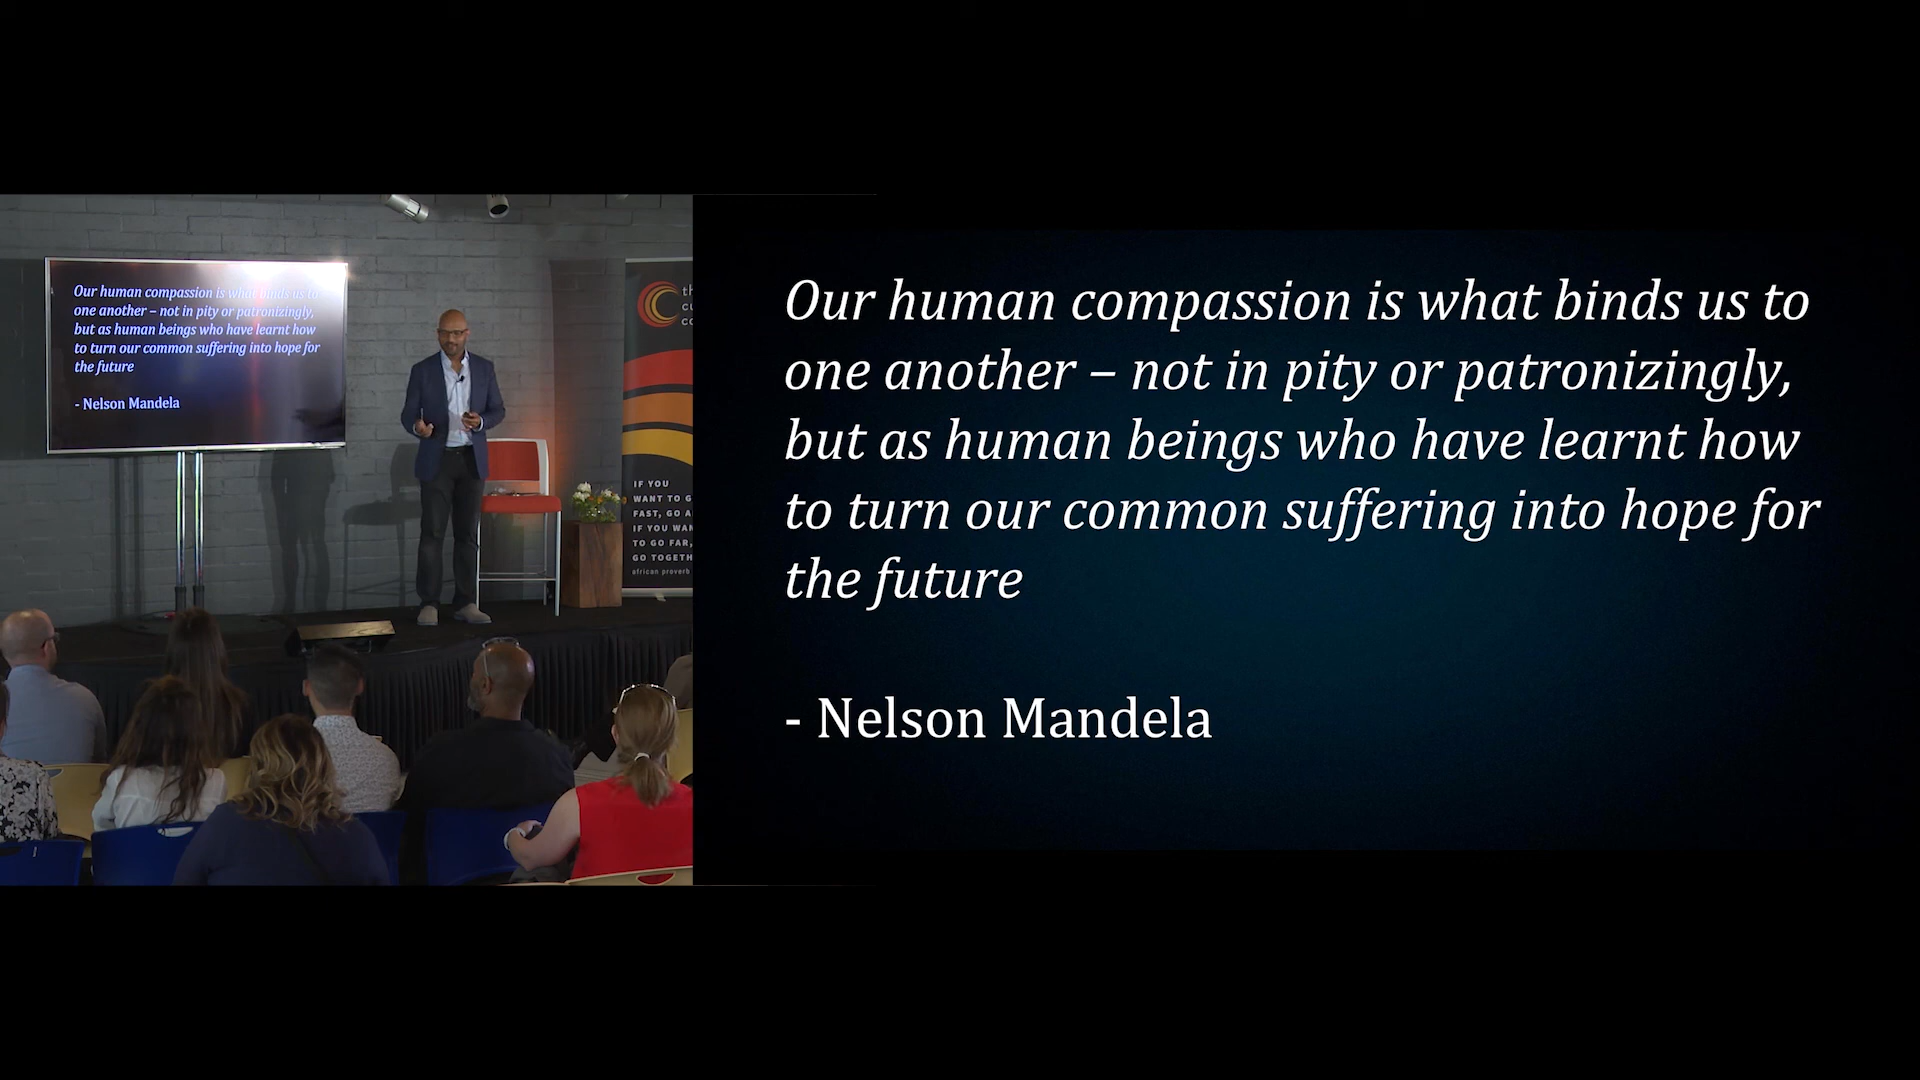 Our human compassion is what binds us to
one another – not in pity or patronizingly,
but as human beings who have learnt how
to turn our common suffering into hope for
the future
- Nelson Mandela
IF YOU
WANT TO G
FAST, GO A
IF YOU WAN
TO GO FAR,
GO TOGETH
african proverb
Our human compassion is what binds us to
one another – not in pity or patronizingly,
but as human beings who have learnt how
to turn our common suffering into hope for
the future
- Nelson Mandela